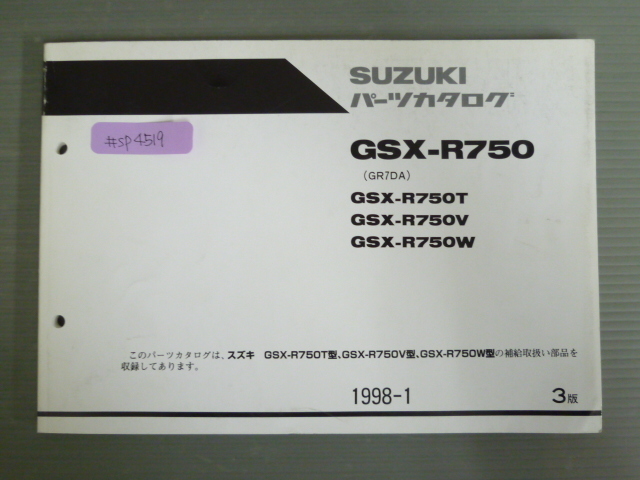 SUZUKI
パーツカタログ
#SP4519
GSX-R750
(GR7DA)
GSX-R750T
GSX-R750V
GSX-R750W
このパーツカタログは、スズキ GSX-R750T型、GSX-R750V型、GSX-R750W型の補給取扱い部品を
収録してあります。
1998-1
3版